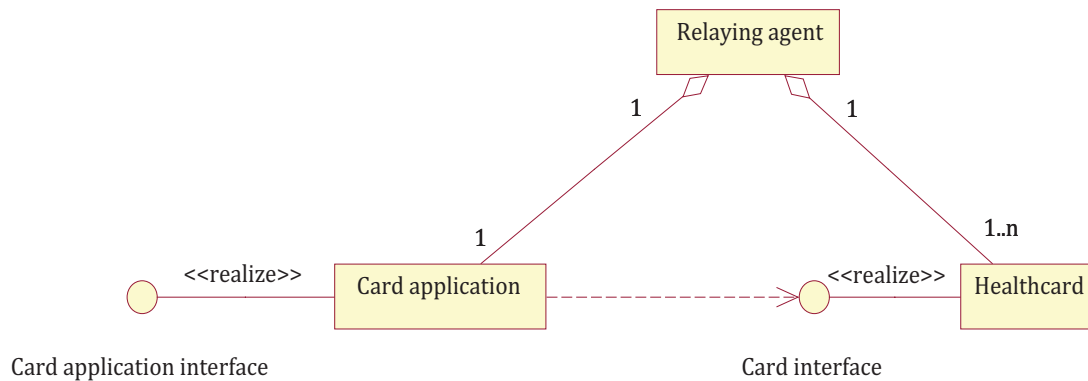 Relaying agent
1
1
1
1..n
<<realize>>
Card application
<<realize>>
Healthcard
Card application interface
Card interface